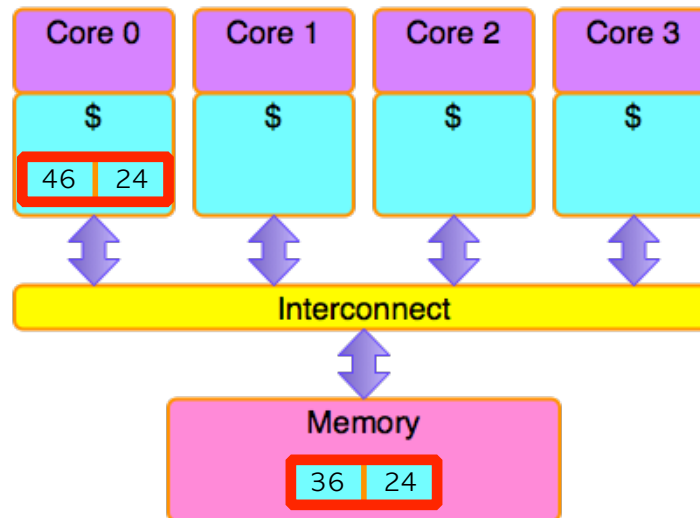 Core 0 Core 1 Core 2 Core 3
$ $ $ $
46 24
Interconnect
Memory
36 24